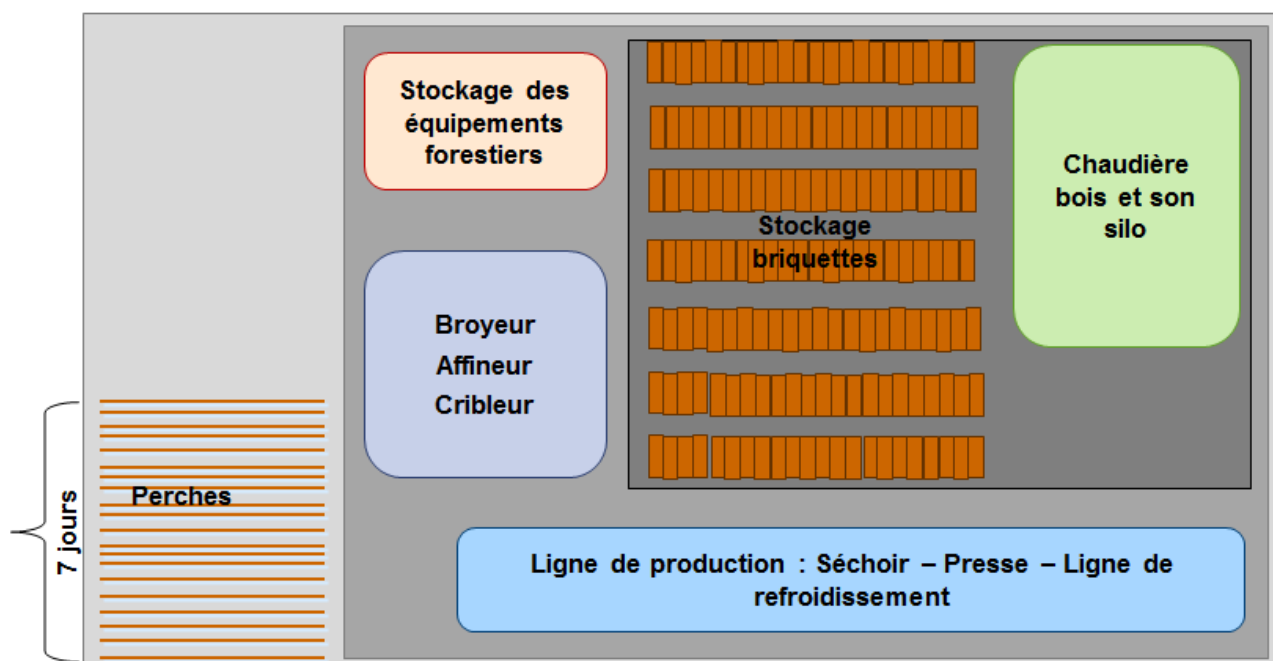 Stockage des
équipements
forestiers
Chaudière
bois et son
silo
Stockage
briquettes
Broyeur
Affineur
Cribleur
7 jours
Perches
Ligne de production : Séchoir – Presse – Ligne de
refroidissement